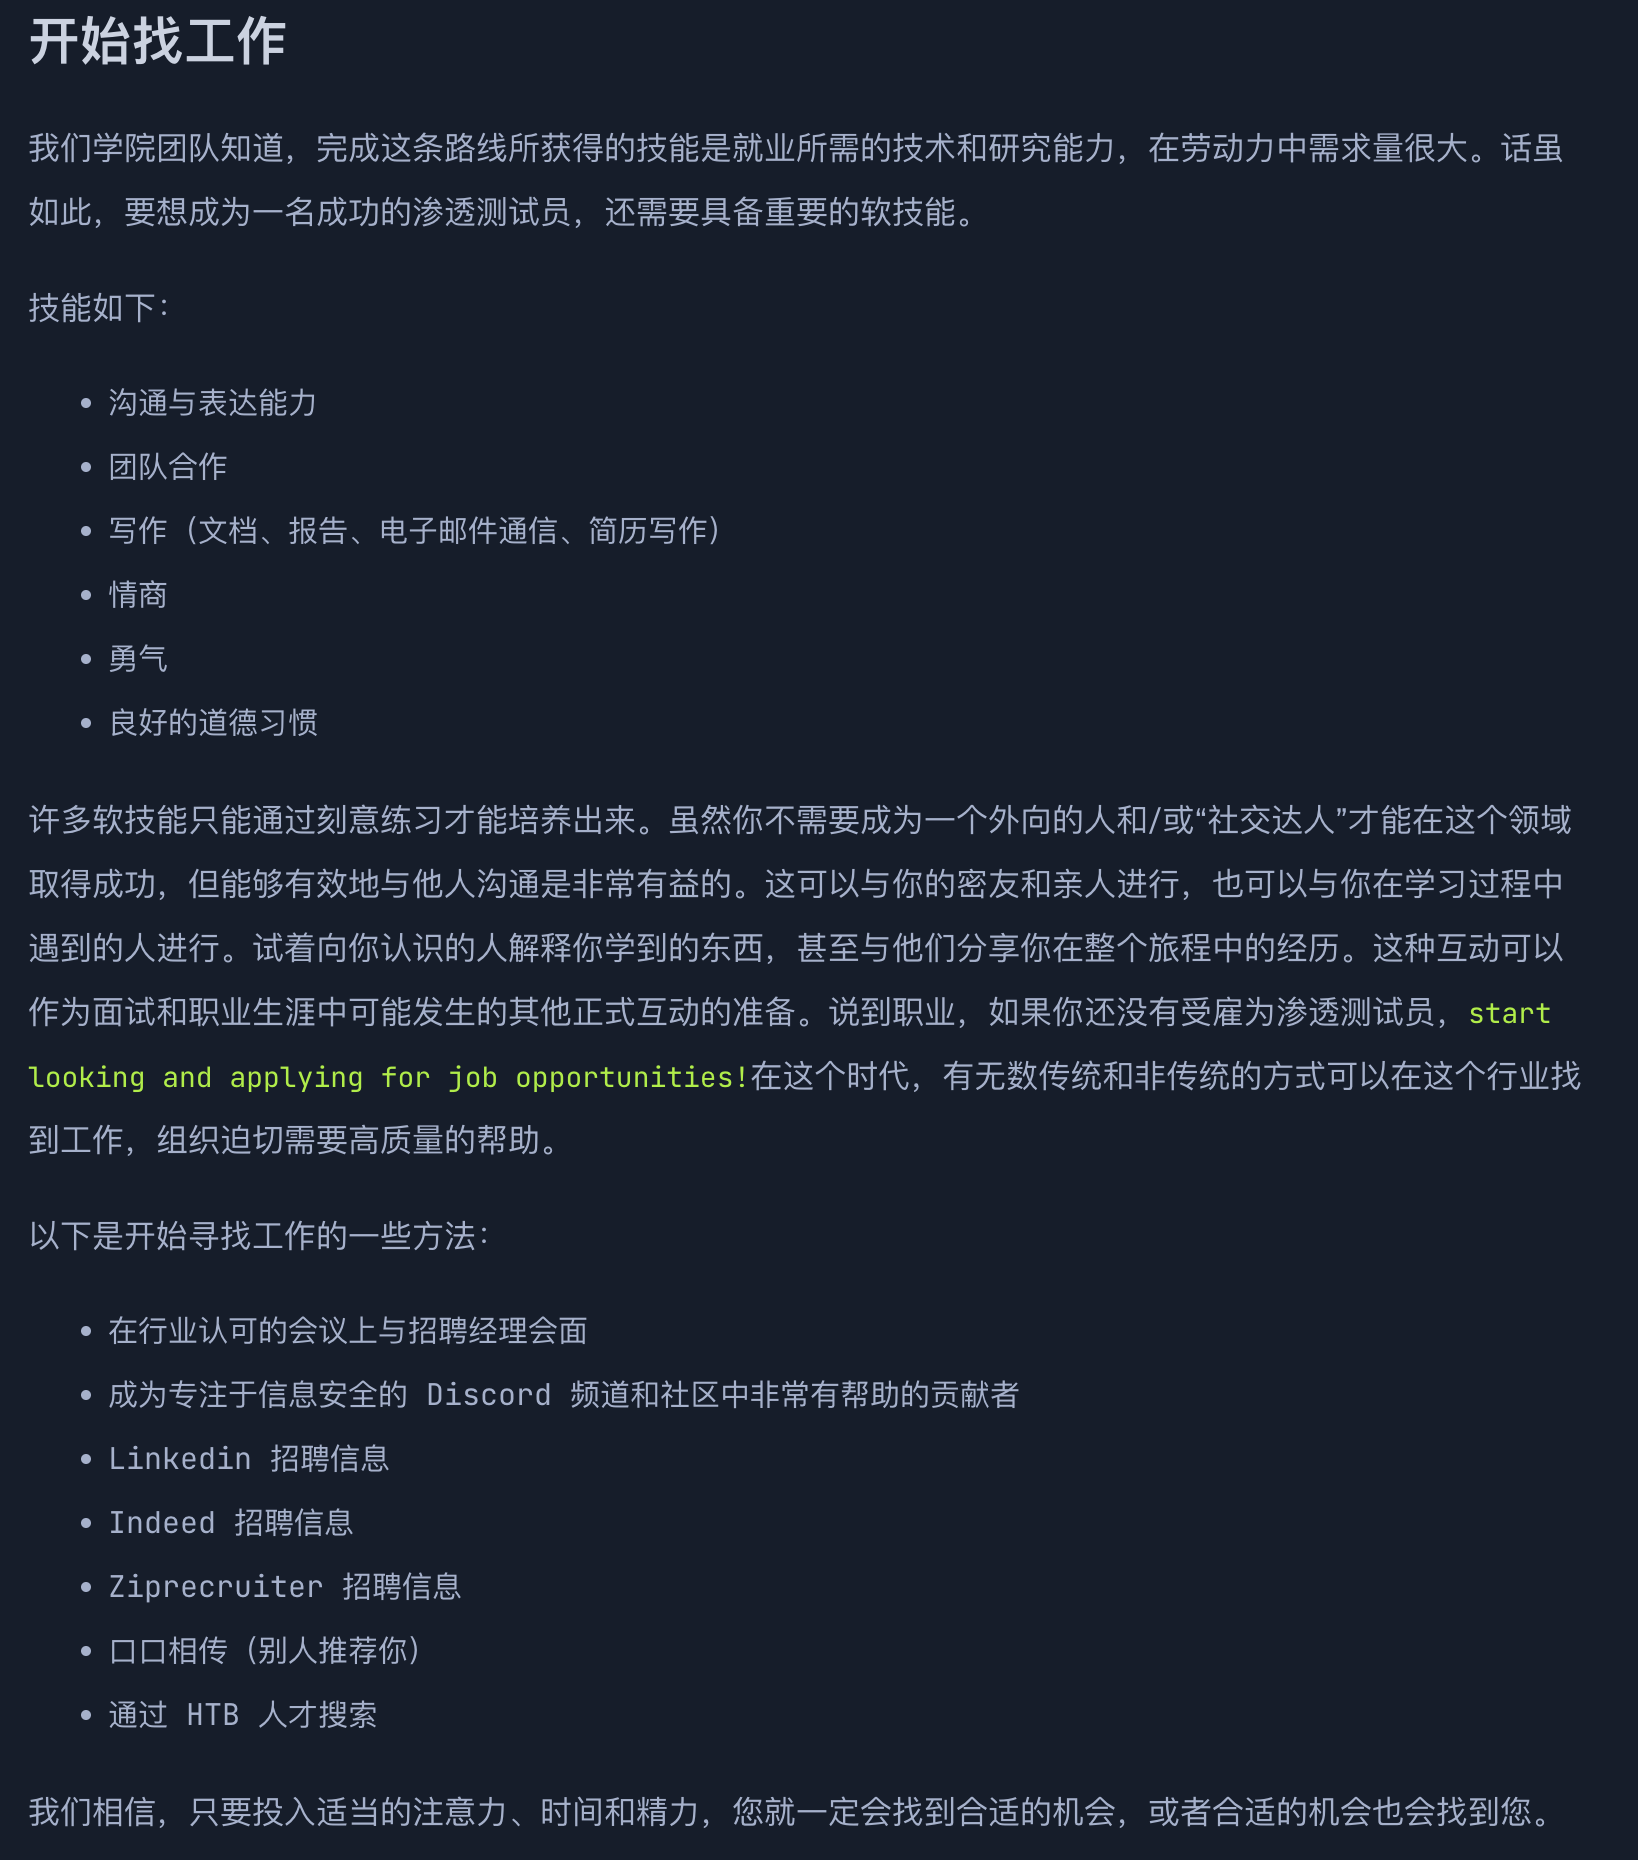 开始找工作
我们学院团队知道，完成这条路线所获得的技能是就业所需的技术和研究能力，在劳动力中需求量很大。话虽
如此，要想成为一名成功的渗透测试员，还需要具备重要的软技能。
技能如下：
• 沟通与表达能力
• 团队合作
• 写作（文档、报告、电子邮件通信、简历写作）
• 情商
• 勇气
• 良好的道德习惯
许多软技能只能通过刻意练习才能培养出来。虽然你不需要成为一个外向的人和/或“社交达人”才能在这个领域
取得成功，但能够有效地与他人沟通是非常有益的。这可以与你的密友和亲人进行，也可以与你在学习过程中
遇到的人进行。试着向你认识的人解释你学到的东西，甚至与他们分享你在整个旅程中的经历。这种互动可以
作为面试和职业生涯中可能发生的其他正式互动的准备。说到职业，如果你还没有受雇为渗透测试员，start
looking and applying for job opportunities!在这个时代，有无数传统和非传统的方式可以在这个行业找
到工作，组织迫切需要高质量的帮助。
以下是开始寻找工作的一些方法：
• 在行业认可的会议上与招聘经理会面
• 成为专注于信息安全的 Discord 频道和社区中非常有帮助的贡献者
• Linkedin 招聘信息
• Indeed 招聘信息
• Ziprecruiter 招聘信息
• 口口相传（别人推荐你）
• 通过 HTB 人才搜索
我们相信，只要投入适当的注意力、时间和精力，您就一定会找到合适的机会，或者合适的机会也会找到您。